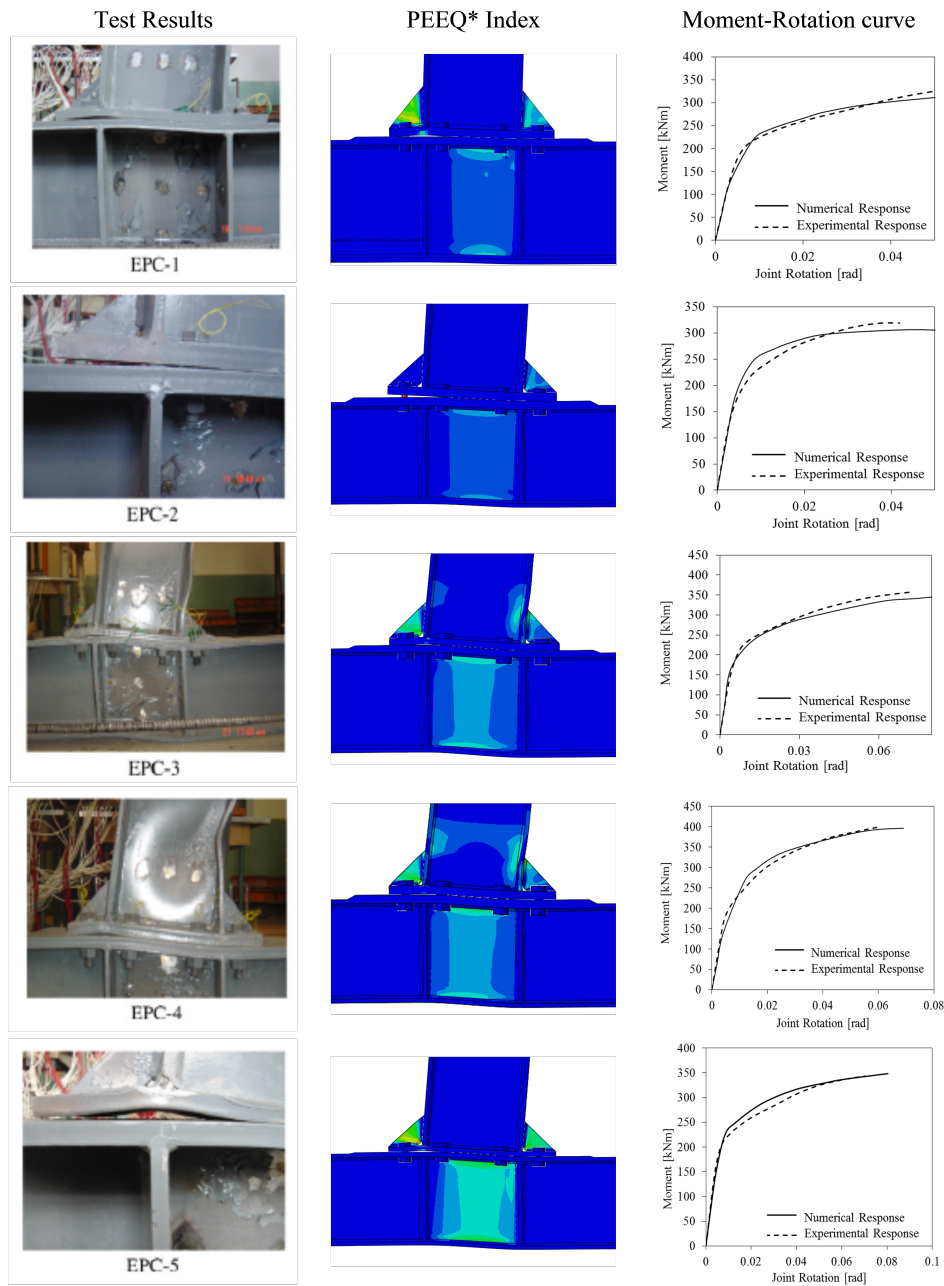 Test Results
PEEQ* Index
Moment-Rotation curve
EPC-1
Moment [kNm]
400
350
300
250
200
150
100
50
0
0
0.02
0.04
Joint Rotation [rad]
Numerical Response
Experimental Response
EPC-2
Moment [kNm]
350
300
250
200
150
100
50
0
0
0.02
0.04
Joint Rotation [rad]
Numerical Response
Experimental Response
EPC-3
Moment [kNm]
450
400
350
300
250
200
150
100
50
0
0
0.03
0.06
Joint Rotation [rad]
Numerical Response
Experimental Response
EPC-4
Moment [kNm]
450
400
350
300
250
200
150
100
50
0
0
0.02
0.04
0.06
0.08
Joint Rotation [rad]
Numerical Response
Experimental Response
EPC-5
Moment [kNm]
400
350
300
250
200
150
100
50
0
0
0.02
0.04
0.06
0.08
0.1
Joint Rotation [rad]
Numerical Response
Experimental Response